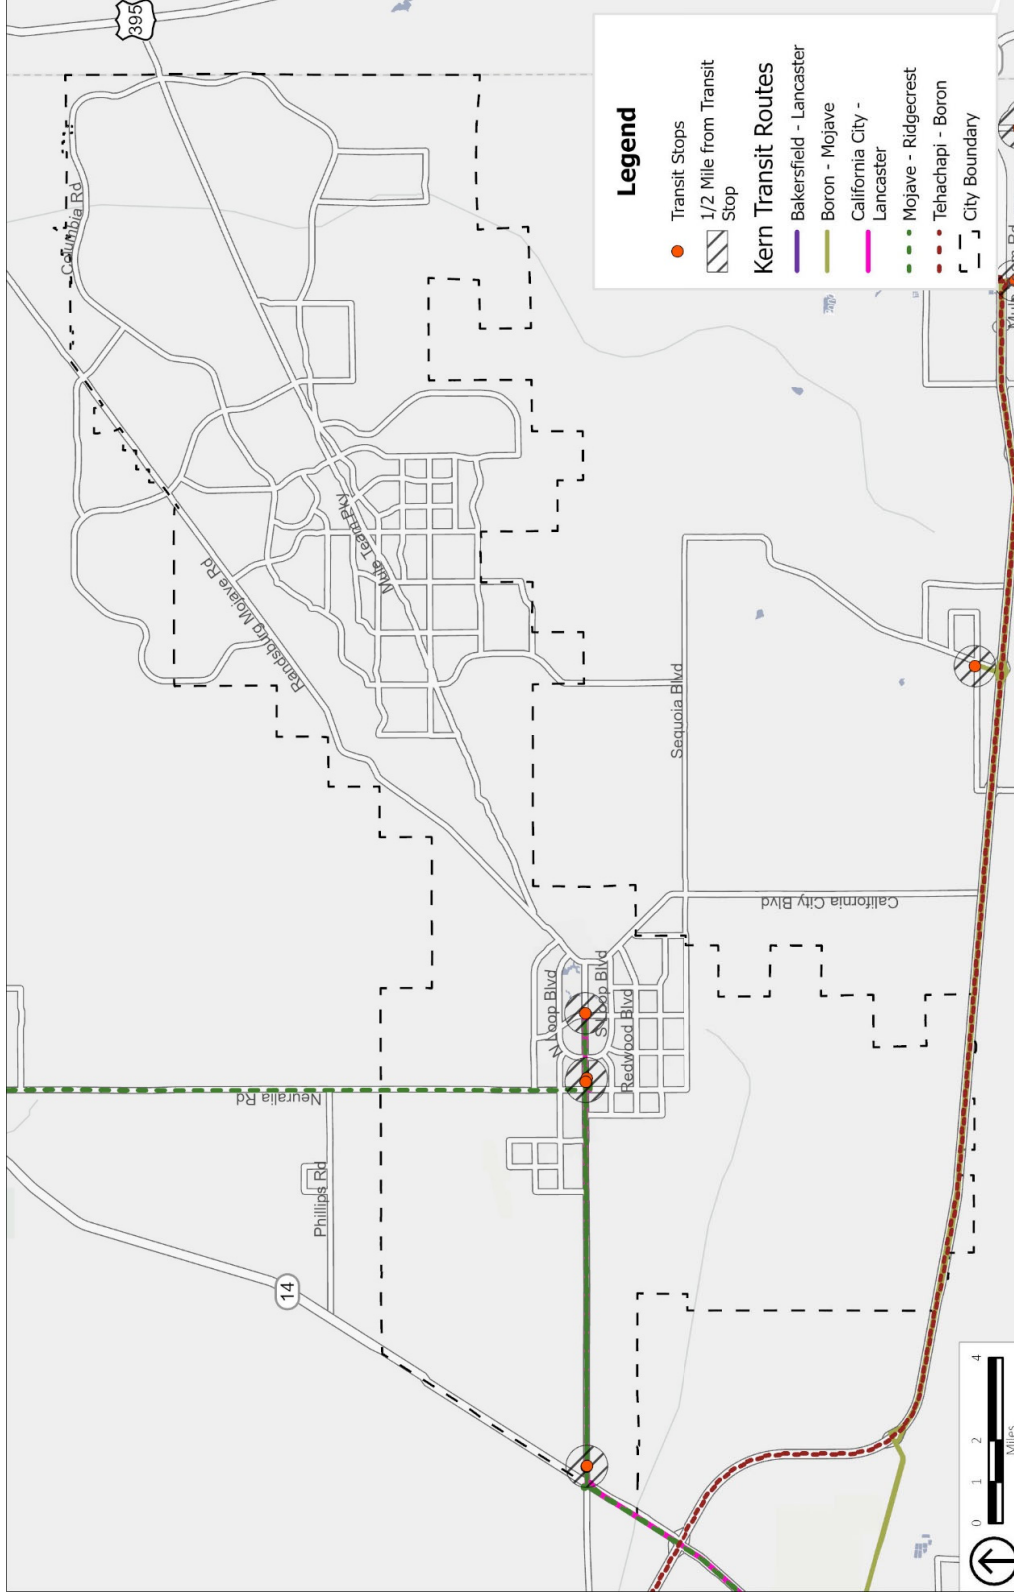 395
Columbia Rd
Randsburg Mojave Rd
Mule Team Pky
Sequoia Blvd
California City Blvd
N Loop Blvd
S Loop Blvd
Redwood Blvd
Neuralia Rd
Phillips Rd
14
Legend
Transit Stops
1/2 Mile from Transit
Stop
Kern Transit Routes
Bakersfield - Lancaster
Boron - Mojave
California City -
Lancaster
Mojave - Ridgecrest
Tehachapi - Boron
City Boundary
0 1 2 4
Miles